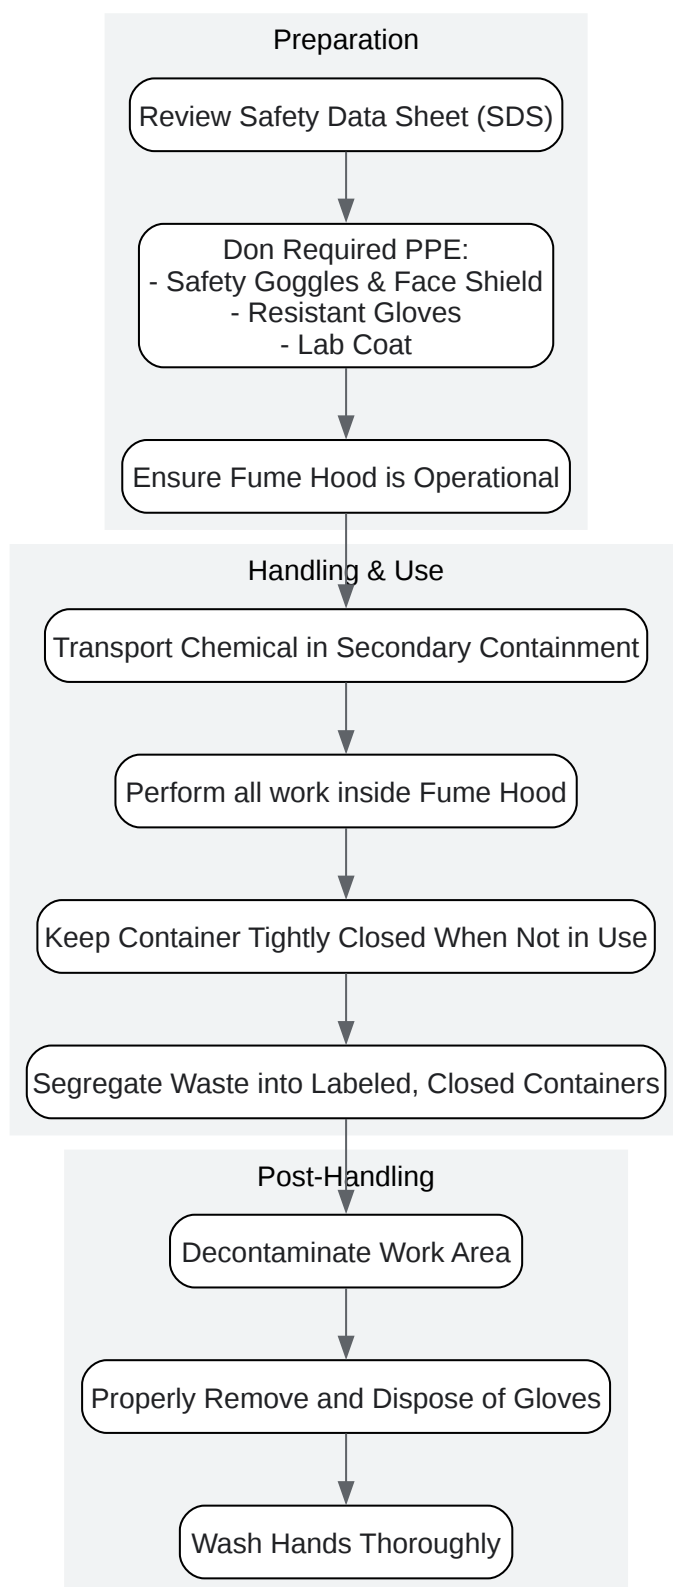 Preparation
Review Safety Data Sheet (SDS)
Don Required PPE:
- Safety Goggles & Face Shield
- Resistant Gloves
- Lab Coat
Ensure Fume Hood is Operational
Handling & Use
Transport Chemical in Secondary Containment
Perform all work inside Fume Hood
Keep Container Tightly Closed When Not in Use
Segregate Waste into Labeled, Closed Containers
Post-Handling
Decontaminate Work Area
Properly Remove and Dispose of Gloves
Wash Hands Thoroughly